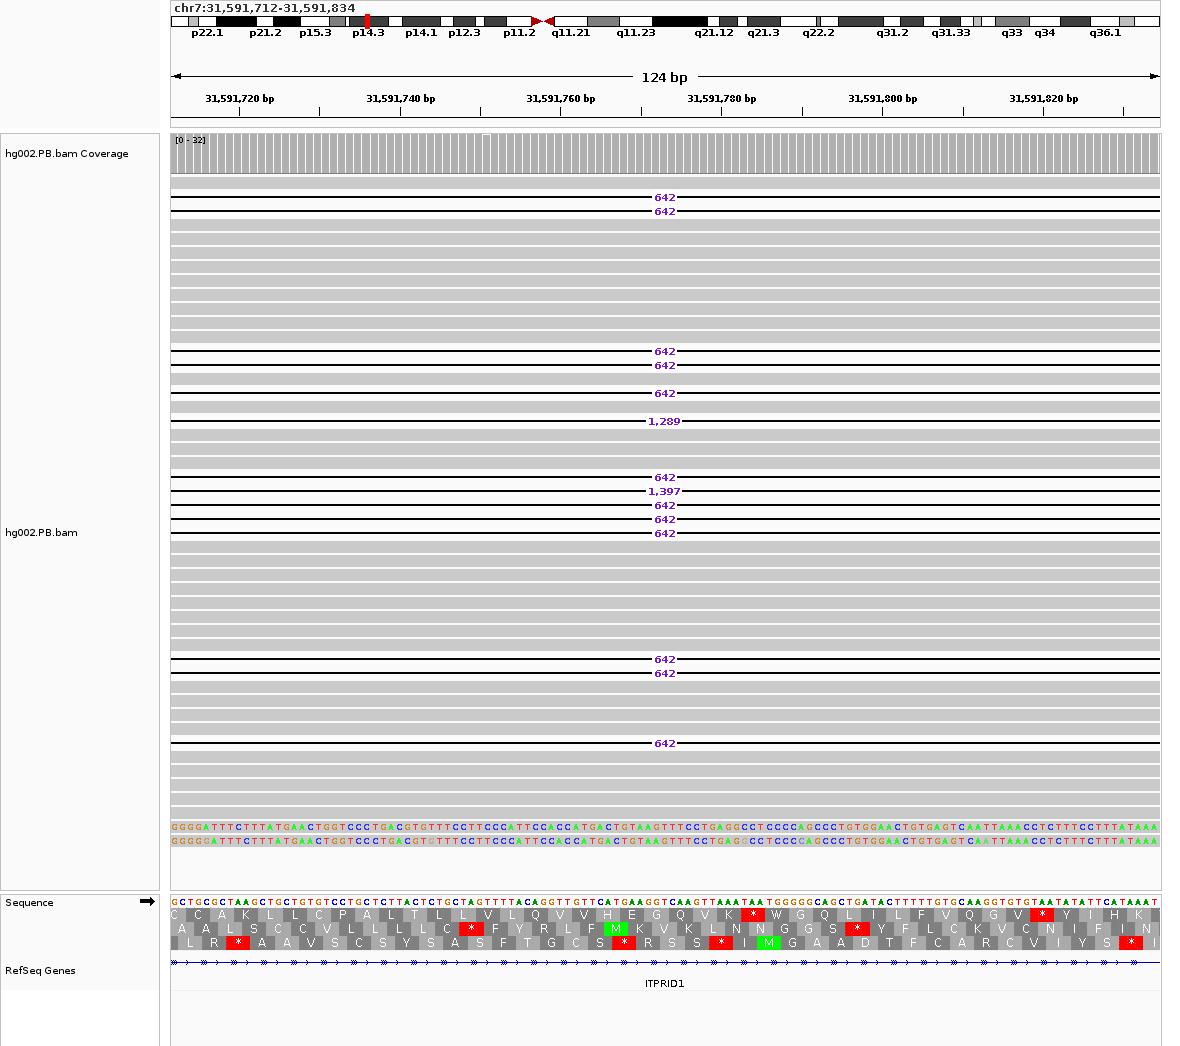 chr7:31,591,712-31,591,834
p22.1 p21.2 p15.3 p14.3 p14.1 p12.3 p11.2 q11.21 q11.23 q21.12 q21.3 q22.2 q31.2 q31.33 q33 q34 q36.1
124 bp
31,591,720 bp 31,591,740 bp 31,591,760 bp 31,591,780 bp 31,591,800 bp 31,591,820 bp
hg002.PB.bam Coverage
[0 - 32]
642
642
642
642
642
1,289
642
1,397
642
642
hg002.PB.bam
642
642
642
642
GGGGATTTCTTTATGAACTGGTCCCTGACGTGTTTCCTTCCCATTCCACCATGACTGTAAGTTTCCTGAGGCCTCCCCAGCCCTGTGGAACTGTGAGTCAATTAAACCTCTTTCCTTTATAAA
GGGGGATTTCTTTATGAACTGGTCCCTGACGTGTTTCCTTCCCATTCCACCATGACTGTAAGTTTCCTGAGGCCTCCCCAGCCCTGTGGAACTGTGAGTCAATTAAACCTCTTTCTTTATAAA
Sequence
GCTGCGCTAAGCTGCTGTGTCCTGCTCTTACTCTGCTAGTTTTACAGGTTGTTCATGAAGGTCAAGTTAAATAATGGGGGCAGCTGATACTTTTTGTGCAAGGTGTGTAATATATTCATAAAT
C C A K L L C P A L T L L V L Q V V H E G Q V K * W G Q L I L F V Q G V * Y I H K
A A L S C C V L L L L C * F Y R L F M K V K L N N G G S * Y F L C K V C N I F I N
L R * A A V S C S Y S A S F T G C S * R S S * I M G A A D T F C A R C V I Y S * I
RefSeq Genes
ITPRID1